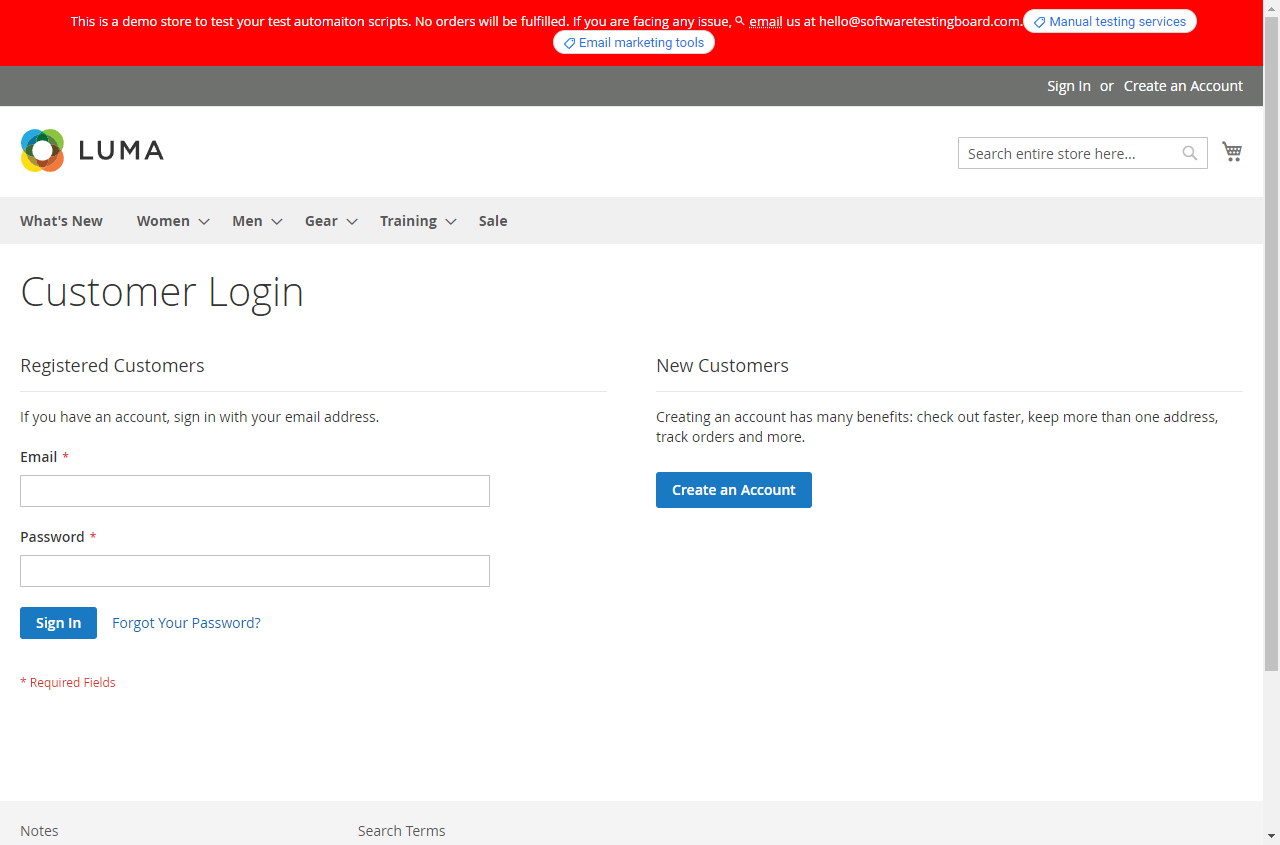 This is a demo store to test your test automaiton scripts. No orders will be fulfilled. If you are facing any issue, email us at hello@softwaretestingboard.com. Manual testing services
Email marketing tools
Sign In or Create an Account
LUMA
Search entire store here...
What's New Women Men Gear Training Sale
Customer Login
Registered Customers
If you have an account, sign in with your email address.
Email *
Password *
Sign In Forgot Your Password?
* Required Fields
New Customers
Creating an account has many benefits: check out faster, keep more than one address,
track orders and more.
Create an Account
Notes Search Terms